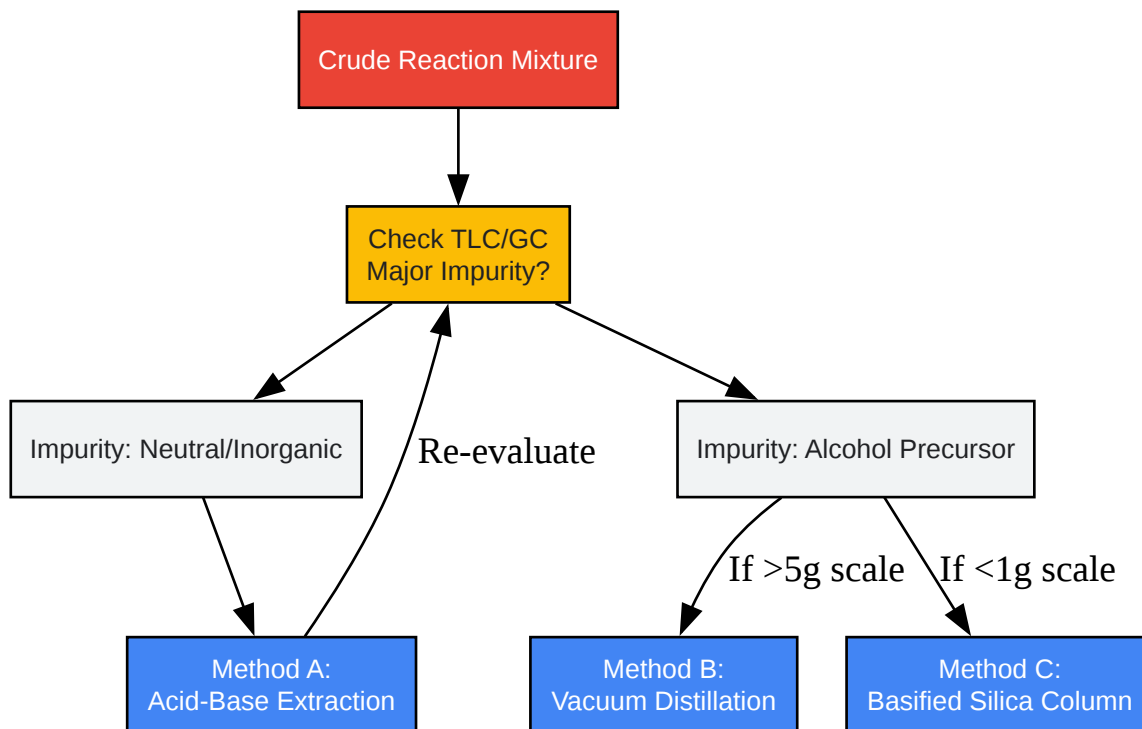 Crude Reaction Mixture
Check TLC/GC
Major Impurity?
Impurity: Neutral/Inorganic
Re-evaluate
Impurity: Alcohol Precursor
If >5g scale
If <1g scale
Method A:
Acid-Base Extraction
Method B:
Vacuum Distillation
Method C:
Basified Silica Column